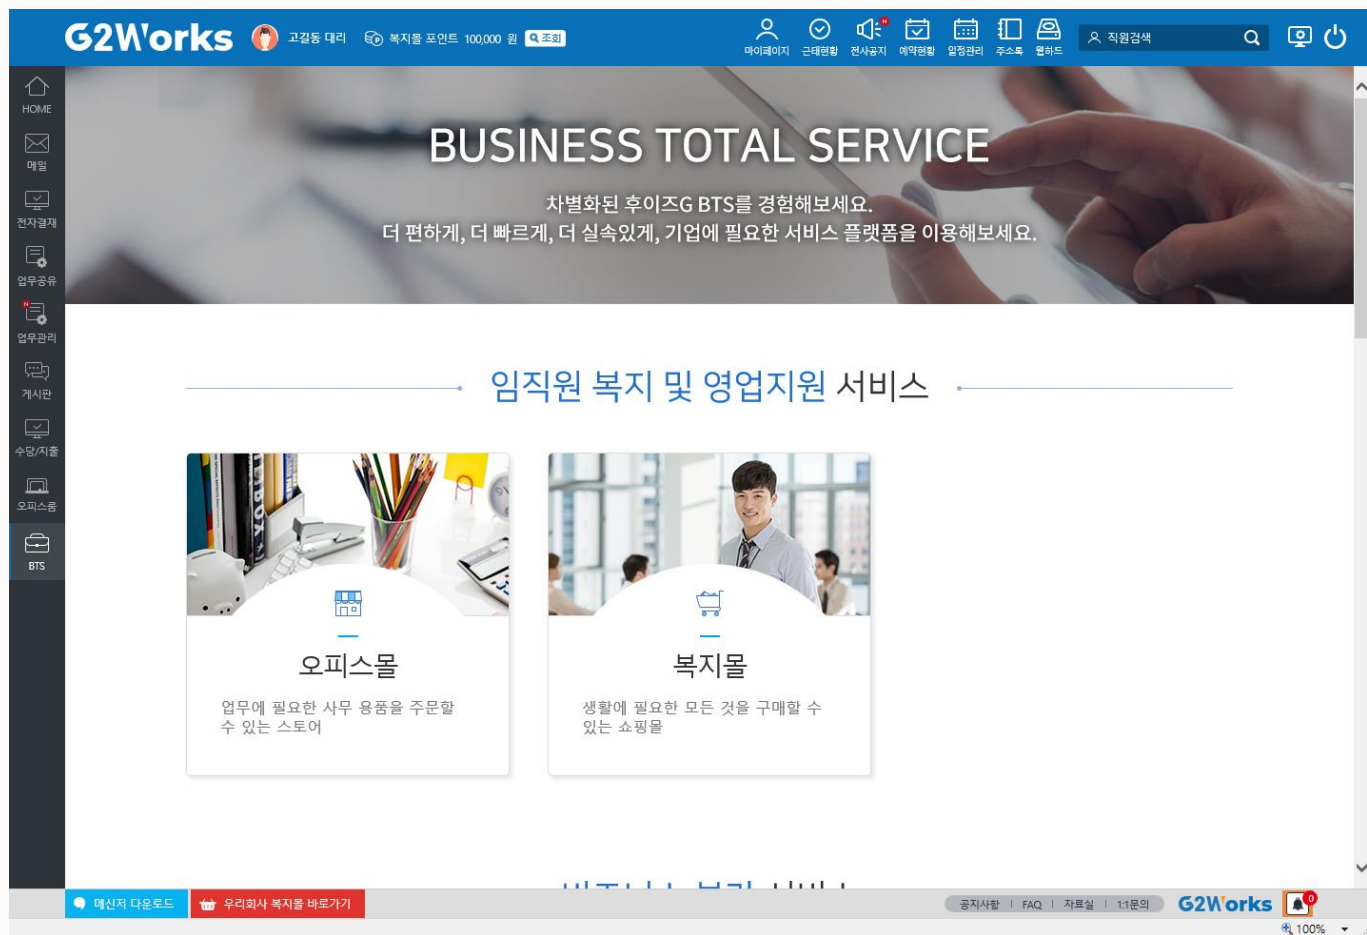 G2Works 고길동 대리 복지몰 포인트 100,000 원 조회
마이페이지 근태현황 전사공지 예약현황 일정관리 주소록 웹하드 직원검색
HOME
메일
전자결재
업무공유
업무관리
게시판
수당/지출
오피스룸
BTS
BUSINESS TOTAL SERVICE
차별화된 후이즈G BTS를 경험해보세요.
더 편하게, 더 빠르게, 더 실속있게, 기업에 필요한 서비스 플랫폼을 이용해보세요.
임직원 복지 및 영업지원 서비스
오피스몰
업무에 필요한 사무 용품을 주문할
수 있는 스토어
복지몰
생활에 필요한 모든 것을 구매할 수
있는 쇼핑몰
메신저 다운로드 우리회사 복지몰 바로가기
공지사항 | FAQ | 자료실 | 1:1문의 G2Works 0
100%